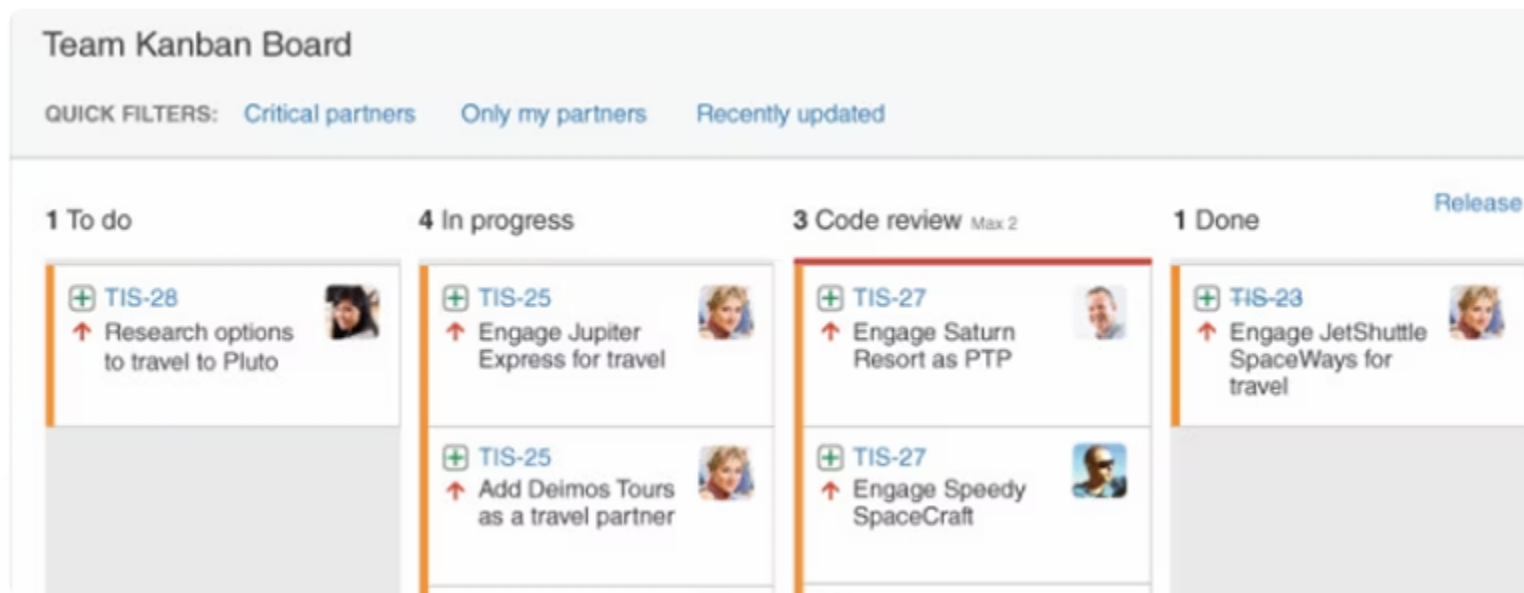 Team Kanban Board
QUICK FILTERS: Critical partners Only my partners Recently updated
Release
1 To do
4 In progress
3 Code review Max 2
1 Done
TIS-28
Research options
to travel to Pluto
TIS-25
Engage Jupiter
Express for travel
TIS-27
Engage Saturn
Resort as PTP
TIS-23
Engage JetShuttle
SpaceWays for
travel
TIS-25
Add Deimos Tours
as a travel partner
TIS-27
Engage Speedy
SpaceCraft